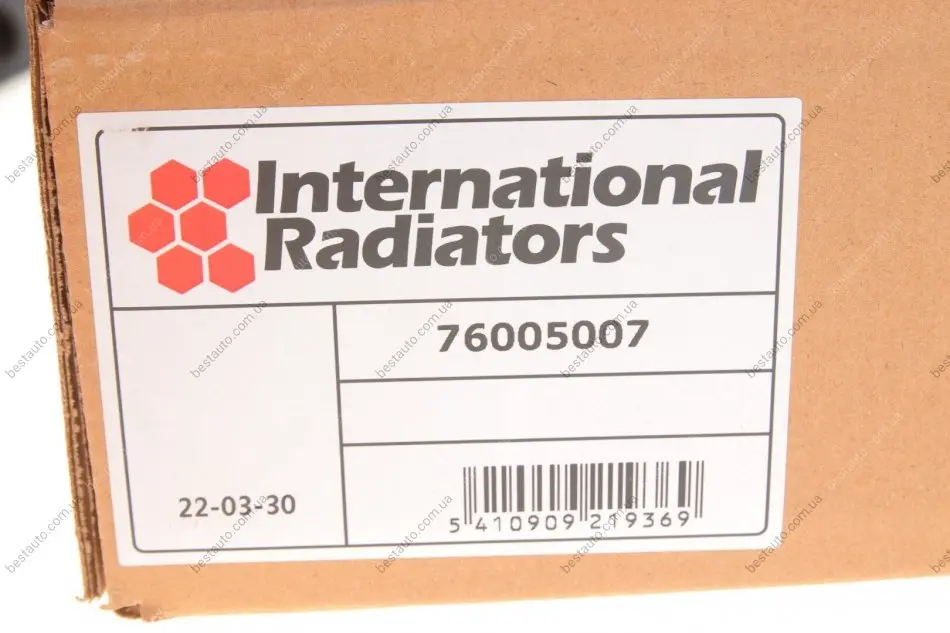 International
Radiators
76005007
22-03-30
5 410909 219369
bestauto.com.ua